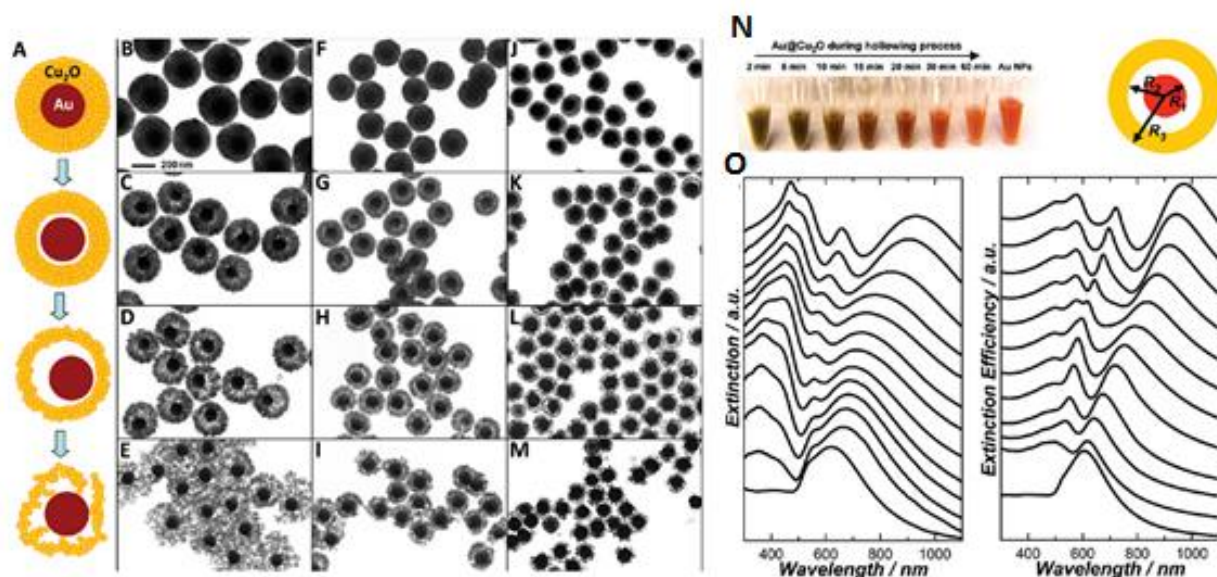 A
Cu₂O
Au
B
200 nm
C
D
E
F
G
H
I
J
K
L
M
N
Au@Cu₂O during hollowing process
2 min 5 min 10 min 15 min 20 min 30 min 60 min Au NPs
R₂
R₁
R₃
O
Extinction / a.u.
400 600 800 1000
Wavelength / nm
Extinction Efficiency / a.u.
400 600 800 1000
Wavelength / nm